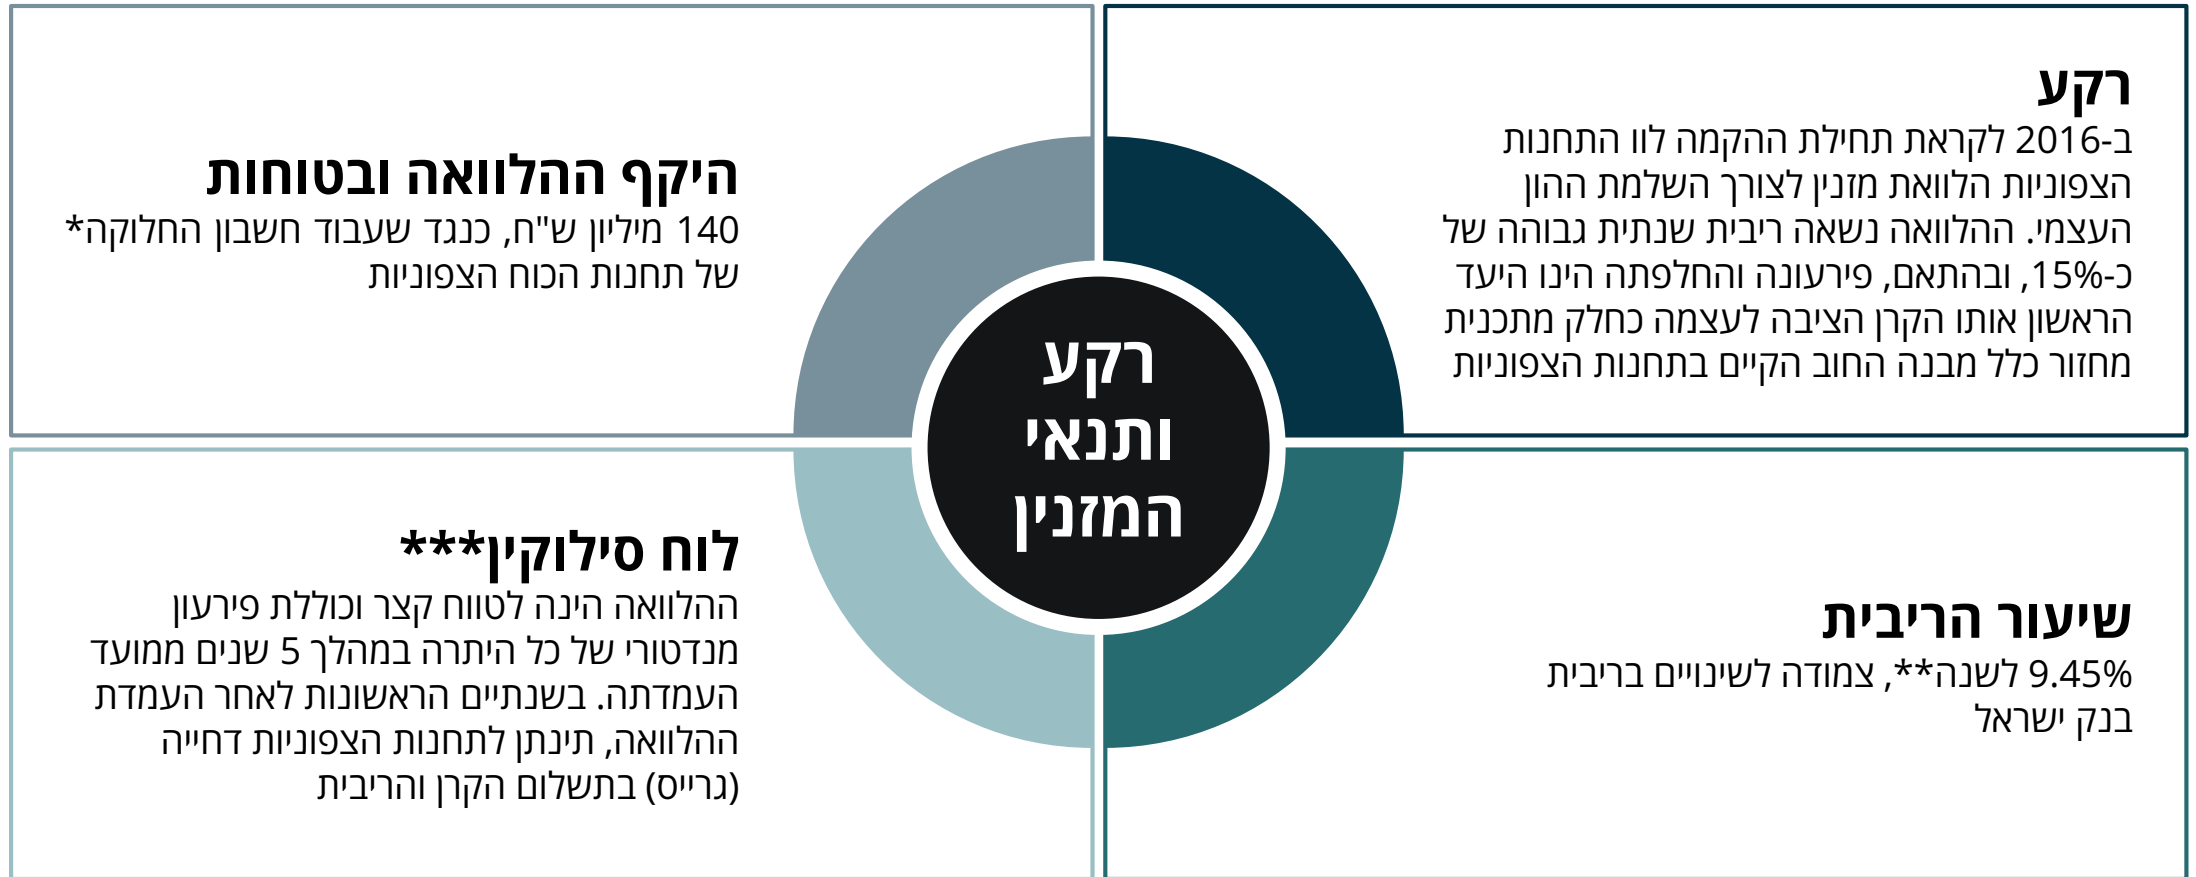 רקע
ב-2016 לקראת תחילת ההקמה לוו התחנות
הצפוניות הלוואת מזנין לצורך השלמת ההון
העצמי. ההלוואה נשאה ריבית שנתית גבוהה של
כ-15%, ובהתאם, פירעונה והחלפתה הינו היעד
הראשון אותו הקרן הציבה לעצמה כחלק מתכנית
מחזור כלל מבנה החוב הקיים בתחנות הצפוניות
היקף ההלוואה ובטוחות
140 מיליון ש"ח, כנגד שעבוד חשבון החלוקה*
של תחנות הכוח הצפוניות
רקע
ותנאי
המזנין
שיעור הריבית
9.45% לשנה**, צמודה לשינויים בריבית
בנק ישראל
לוח סילוקין***
ההלוואה הינה לטווח קצר וכוללת פירעון
מנדטורי של כל היתרה במהלך 5 שנים ממועד
העמדתה. בשנתיים הראשונות לאחר העמדת
ההלוואה, תינתן לתחנות הצפוניות דחייה
(גרייס) בתשלום הקרן והריבית